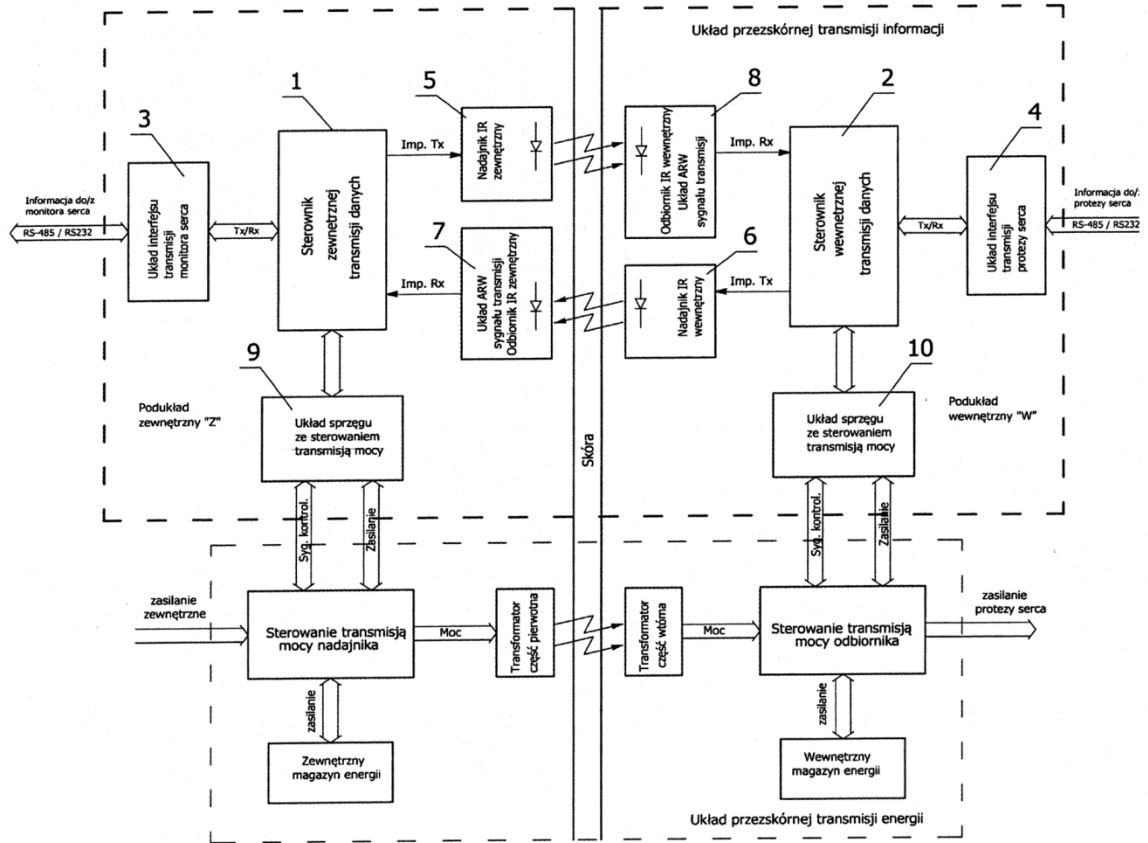 Układ przezskórnej transmisji informacji
1
5
8
2
3
4
Nadajnik IR
zewnętrzny
Imp. Tx
Odbiornik IR wewnętrzny
Układ ARW
sygnału transmisji
Imp. Rx
Informacja do/z
monitora serca
RS-485 / RS232
Układ interfejsu
transmisji
monitora serca
Tx/Rx
Sterownik
zewnetrznej
transmisji danych
Sterownik
wewnetrznej
transmisji danych
Tx/Rx
Układ interfejsu
transmisji
protezy serca
Informacja do/:
protezy serca
RS-485 / RS232
7
6
Imp. Rx
Układ ARW
sygnału transmisji
Odbiornik IR zewnętrzny
Nadajnik IR
wewnętrzny
Imp. Tx
9
10
Podukład
zewnętrzny "Z"
Układ sprzęgu
ze sterowaniem
transmisją mocy
Skóra
Układ sprzęgu
ze sterowaniem
transmisją mocy
Podukład
wewnętrzny "W"
Syg. kontrol.
Zasilanie
Syg. kontrol.
Zasilanie
zasilanie
zewnętrzne
Sterowanie transmisją
mocy nadajnika
Moc
Transformator
część pierwotna
Transformator
część wtórna
Moc
Sterowanie transmisją
mocy odbiornika
zasilanie
protezy serca
zasilanie
zasilanie
Zewnętrzny
magazyn energii
Wewnętrzny
magazyn energii
Układ przezskórnej transmisji energii